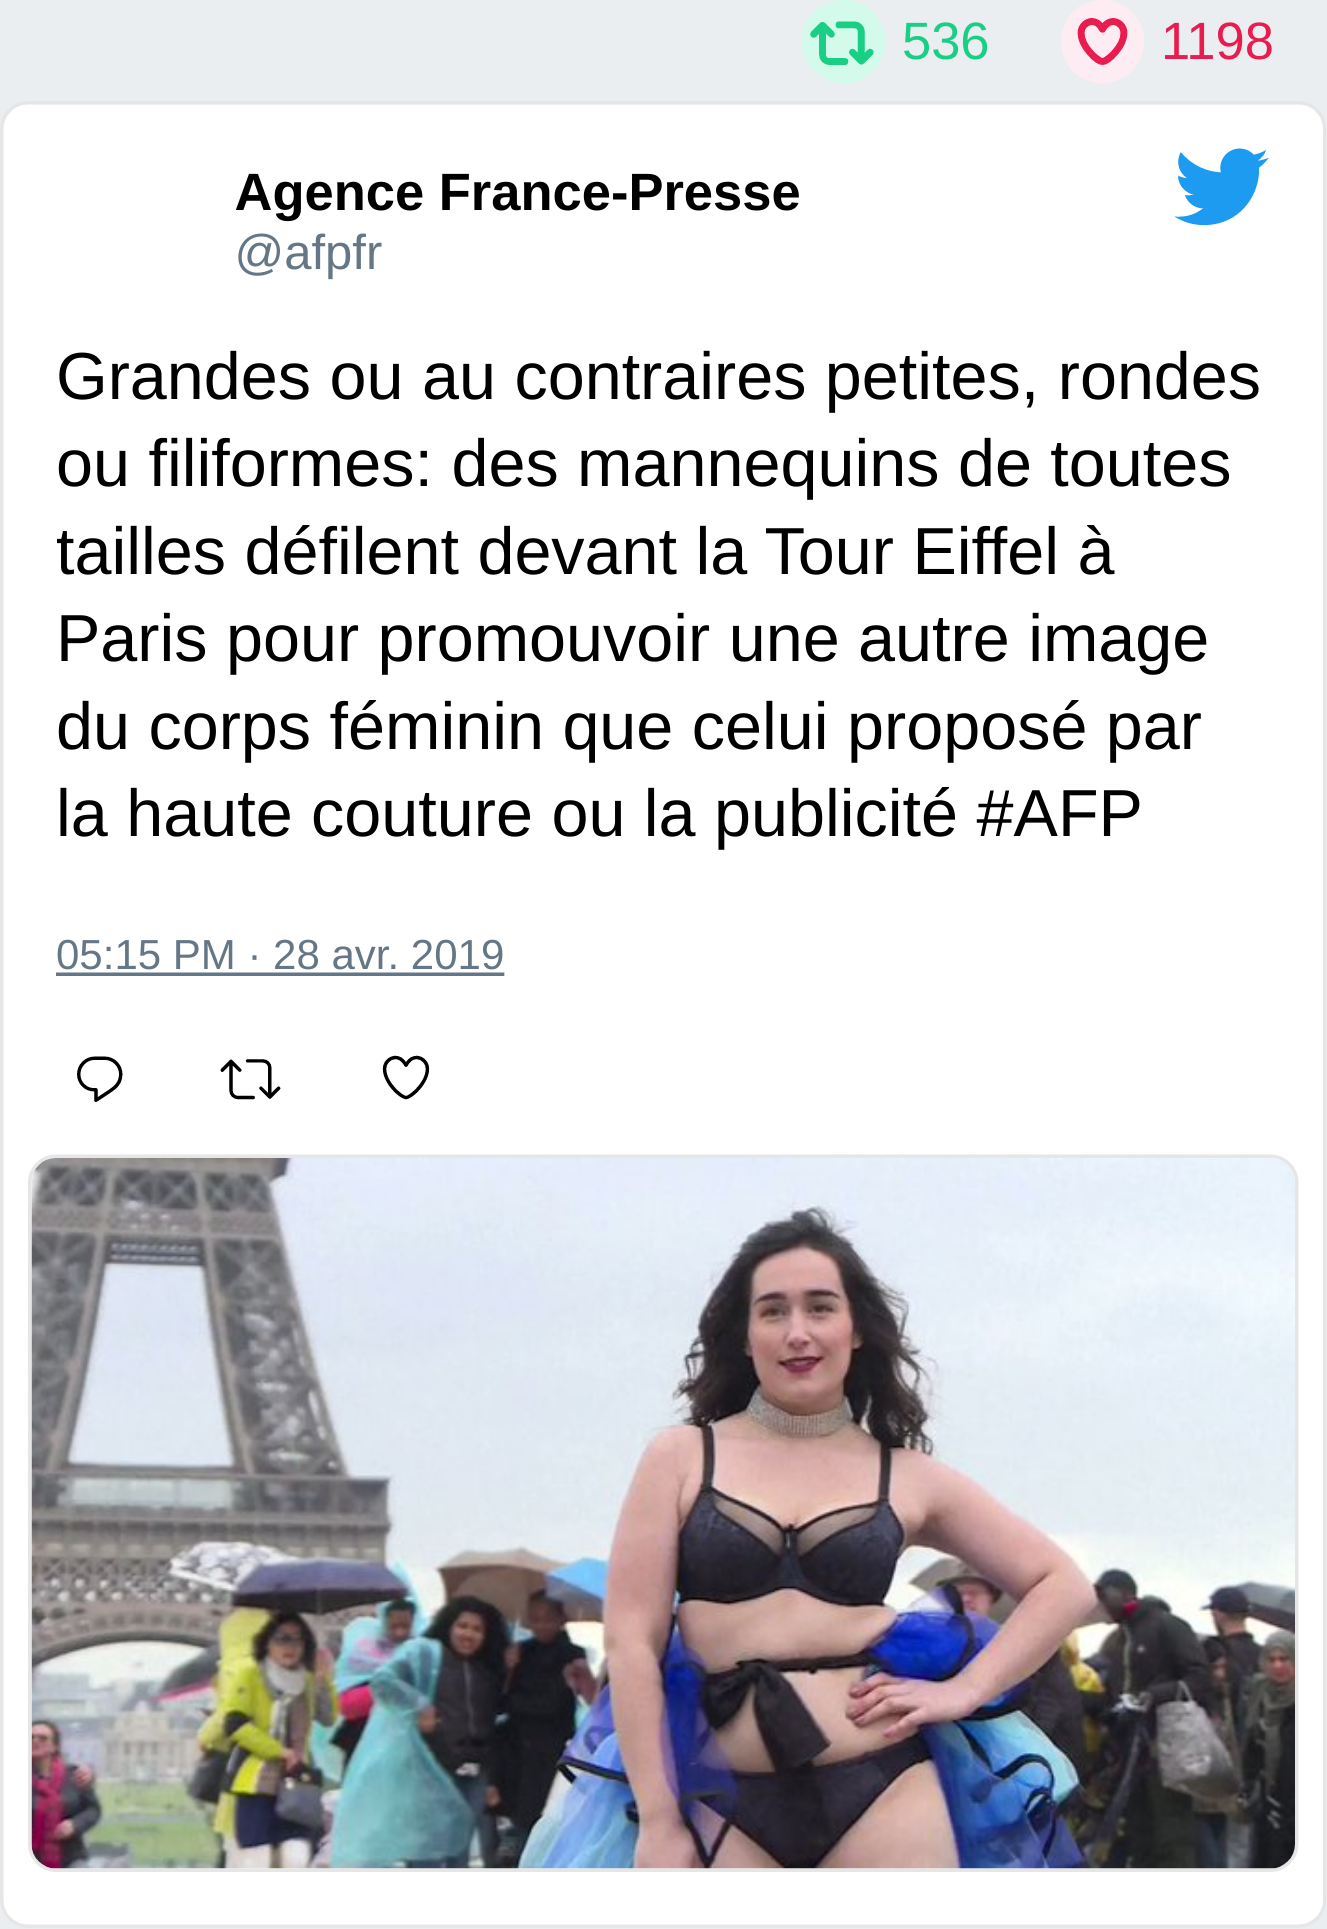 536 1198
Agence France-Presse
@afpfr
Grandes ou au contraires petites, rondes
ou filiformes: des mannequins de toutes
tailles défilent devant la Tour Eiffel à
Paris pour promouvoir une autre image
du corps féminin que celui proposé par
la haute couture ou la publicité #AFP
05:15 PM · 28 avr. 2019